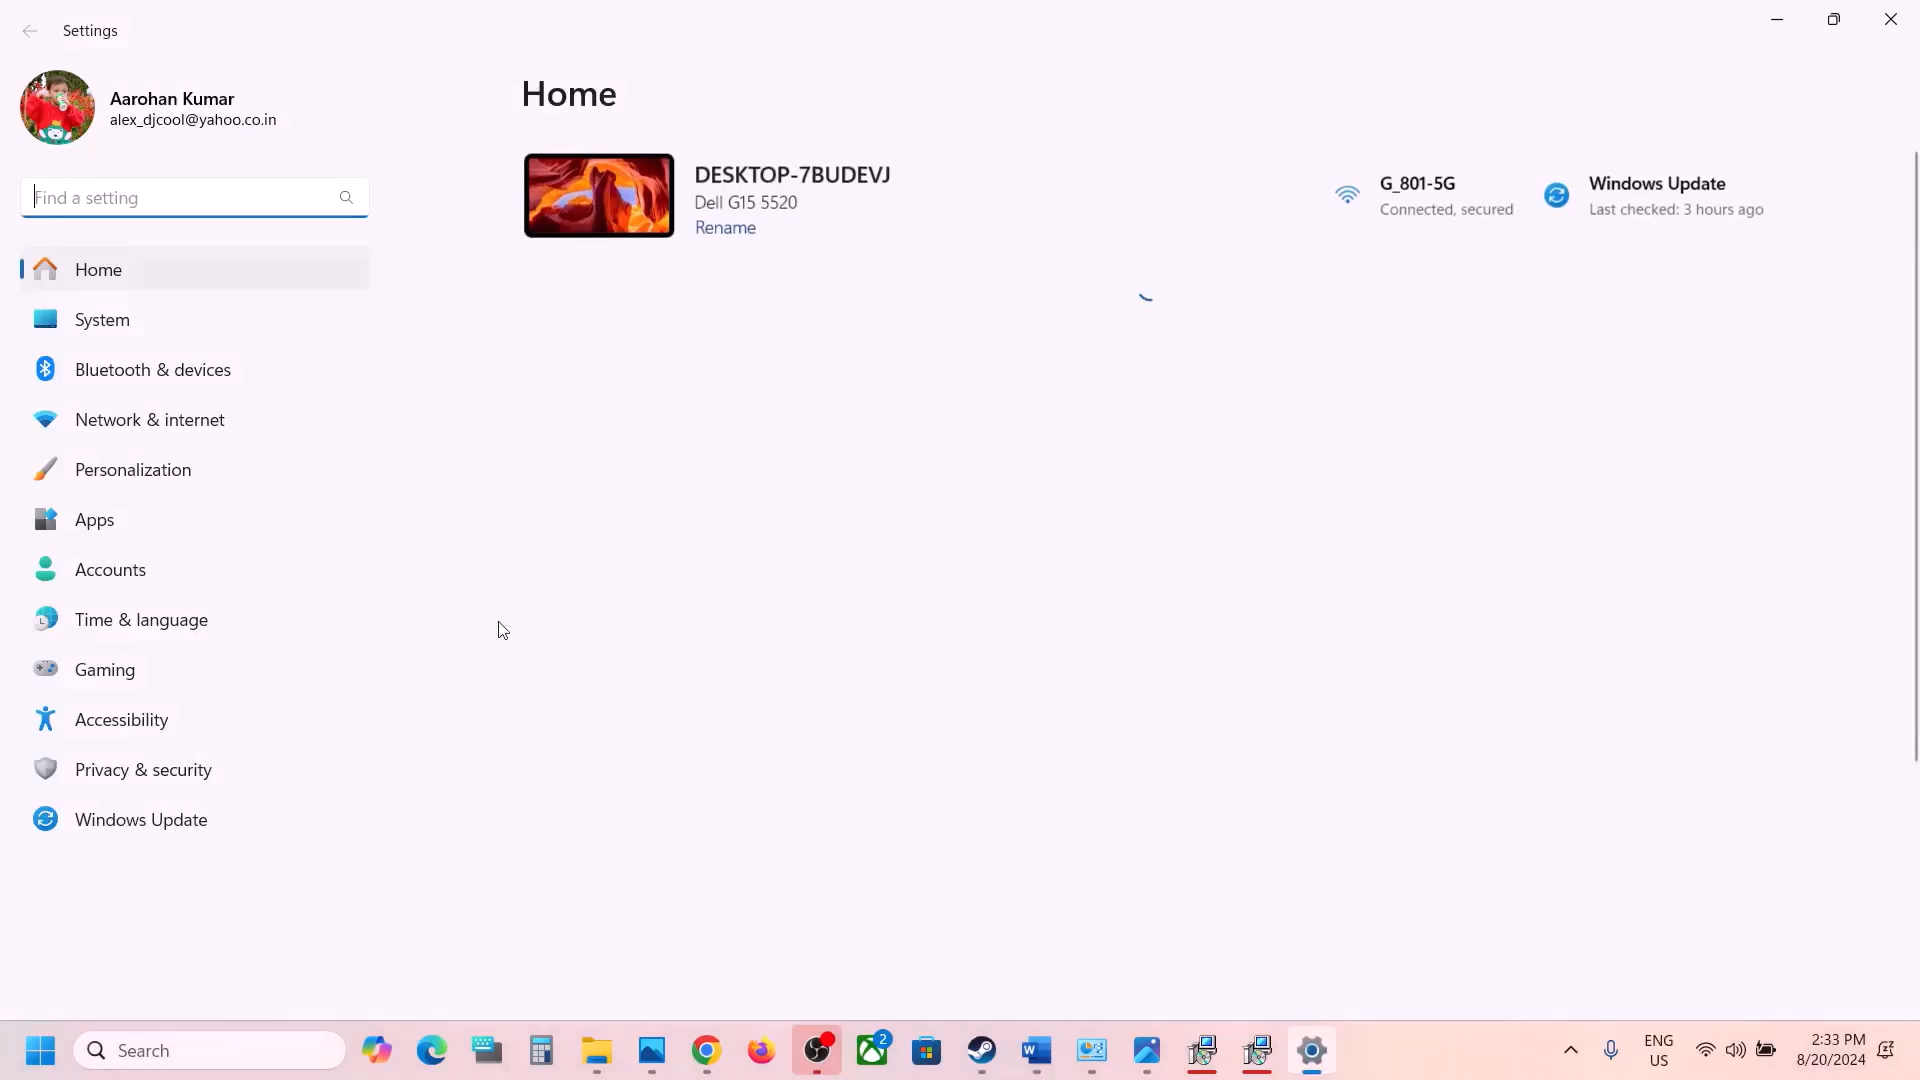 Settings
Aarohan Kumar
alex_djcool@yahoo.co.in
Find a setting
Home
System
Bluetooth & devices
Network & internet
Personalization
Apps
Accounts
Time & language
Gaming
Accessibility
Privacy & security
Windows Update
Home
DESKTOP-7BUDEVJ
Dell G15 5520
Rename
G_801-5G
Connected, secured
Windows Update
Last checked: 3 hours ago
Search
2
ENG
US
2:33 PM
8/20/2024